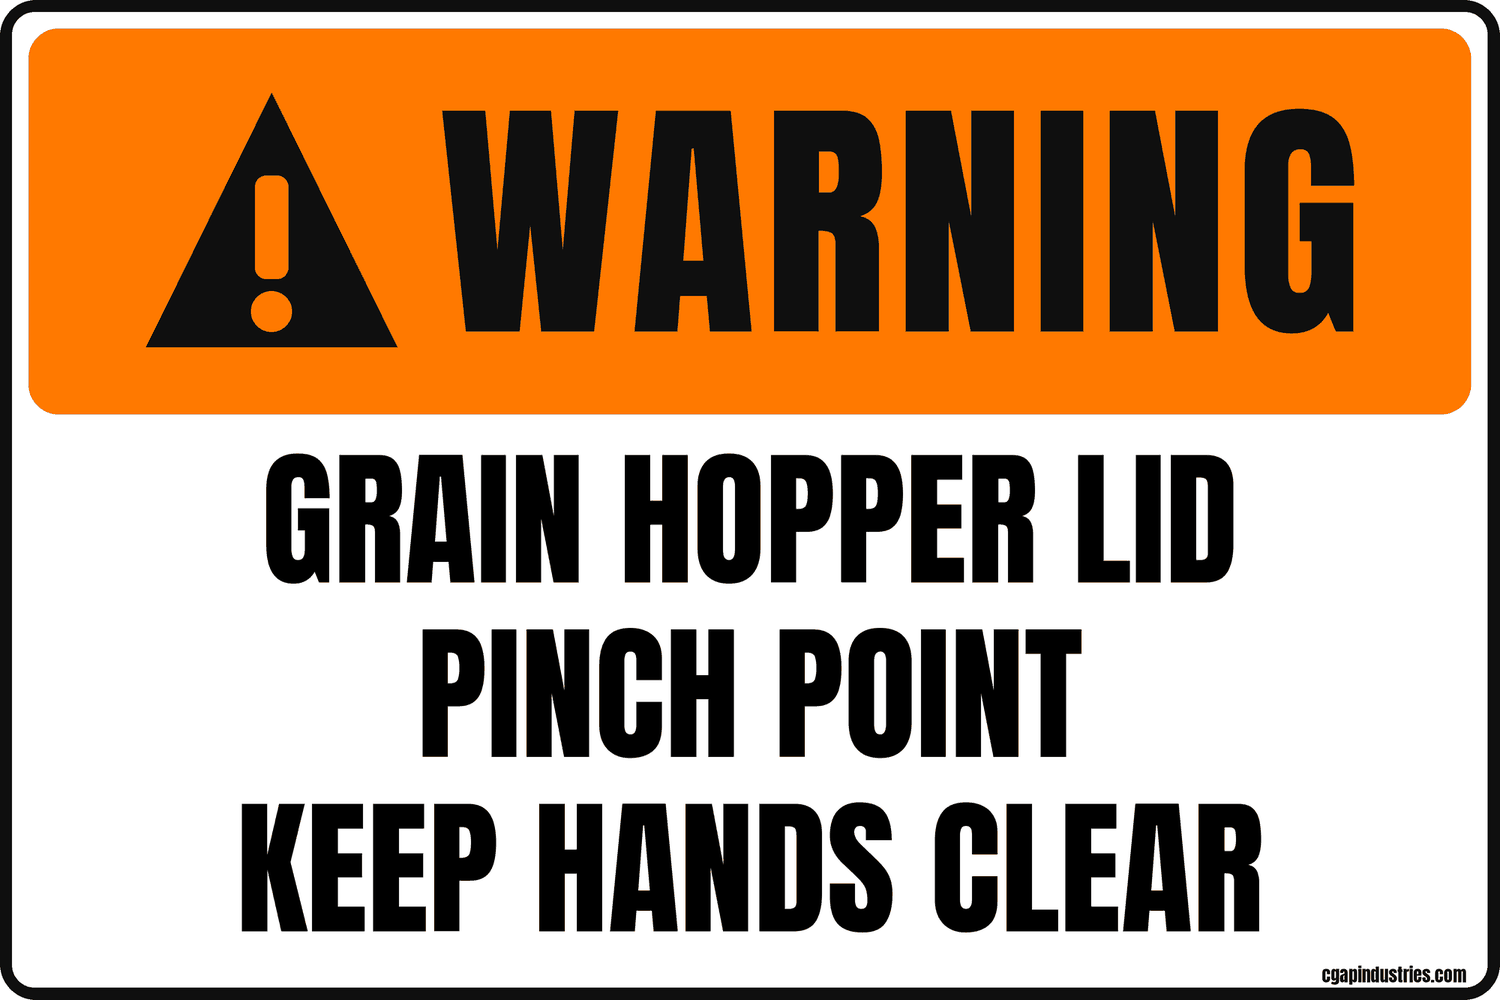 WARNING
GRAIN HOPPER LID
PINCH POINT
KEEP HANDS CLEAR
cgapindustries.com